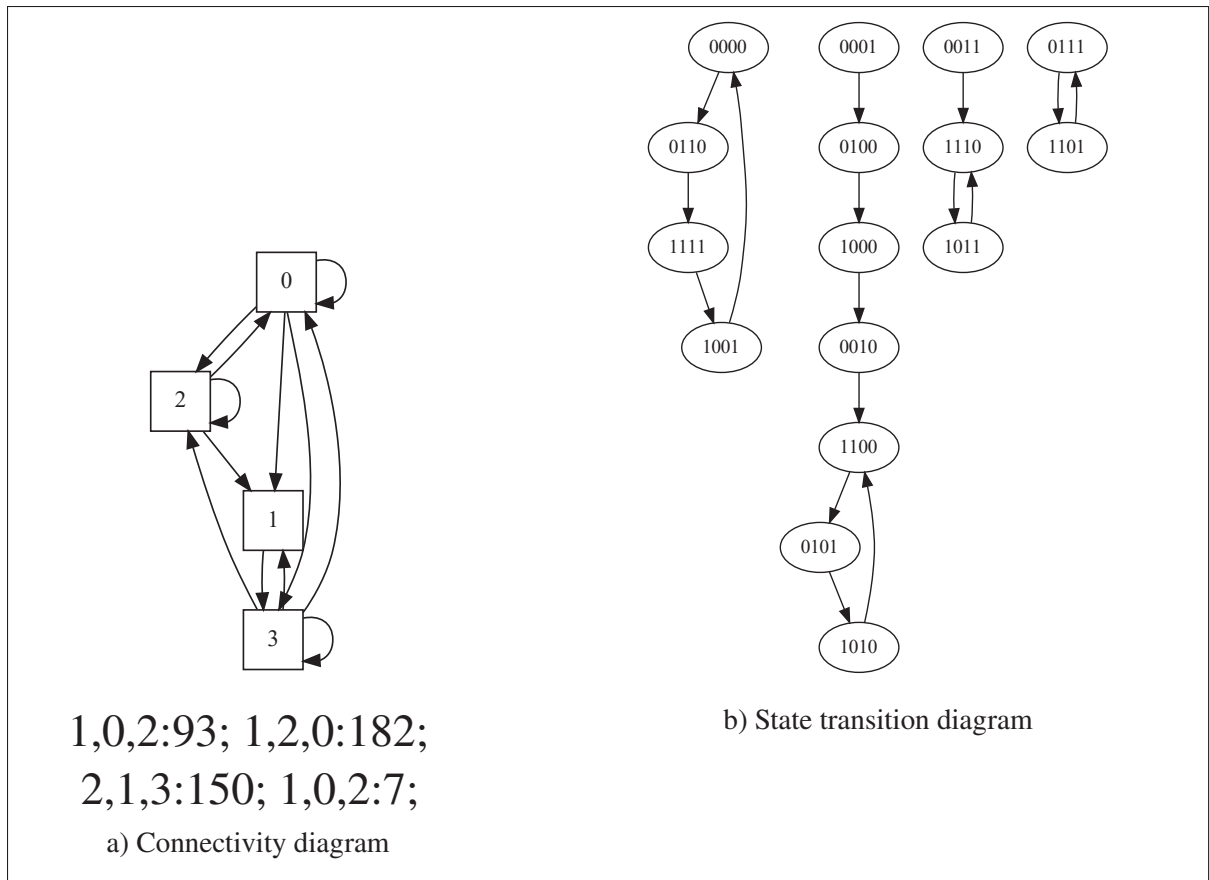 0000 0001 0011 0111
0110 0100 1110 1101
1111 1000 1011
0
1001 0010
2
1100
1
0101
3
1010
1,0,2:93; 1,2,0:182;
2,1,3:150; 1,0,2:7;
a) Connectivity diagram
b) State transition diagram